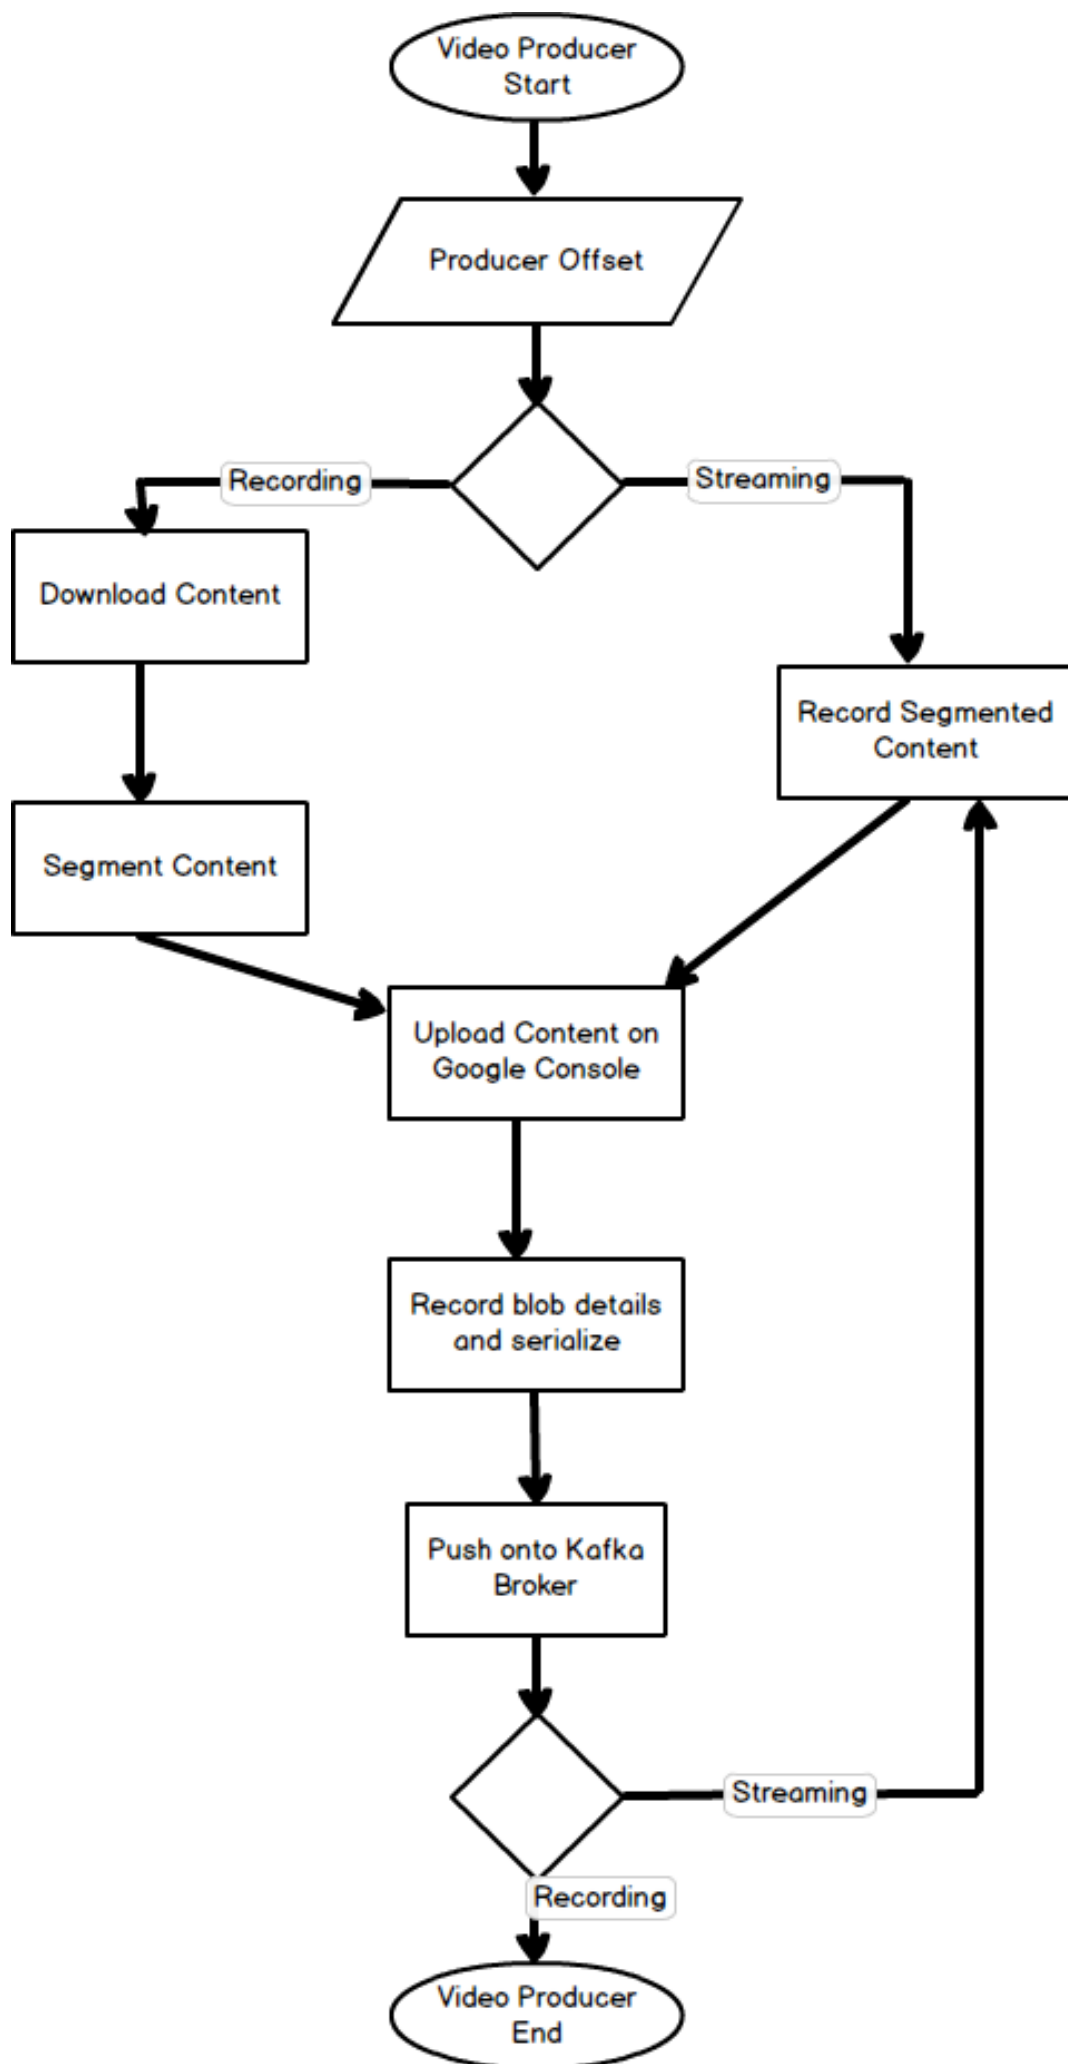 Video Producer
Start
Producer Offset
Recording
Streaming
Download Content
Record Segmented
Content
Segment Content
Upload Content on
Google Console
Record blob details
and serialize
Push onto Kafka
Broker
Streaming
Recording
Video Producer
End